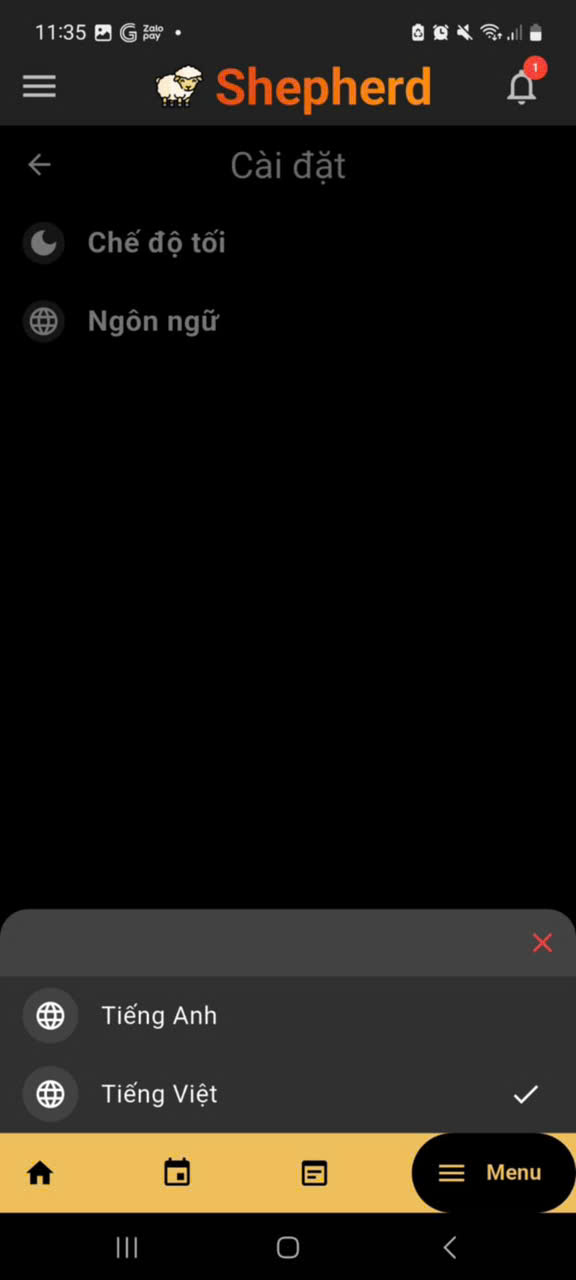 11:35 Zalo pay
1
Shepherd
Cài đặt
Chế độ tối
Ngôn ngữ
Tiếng Anh
Tiếng Việt
Menu